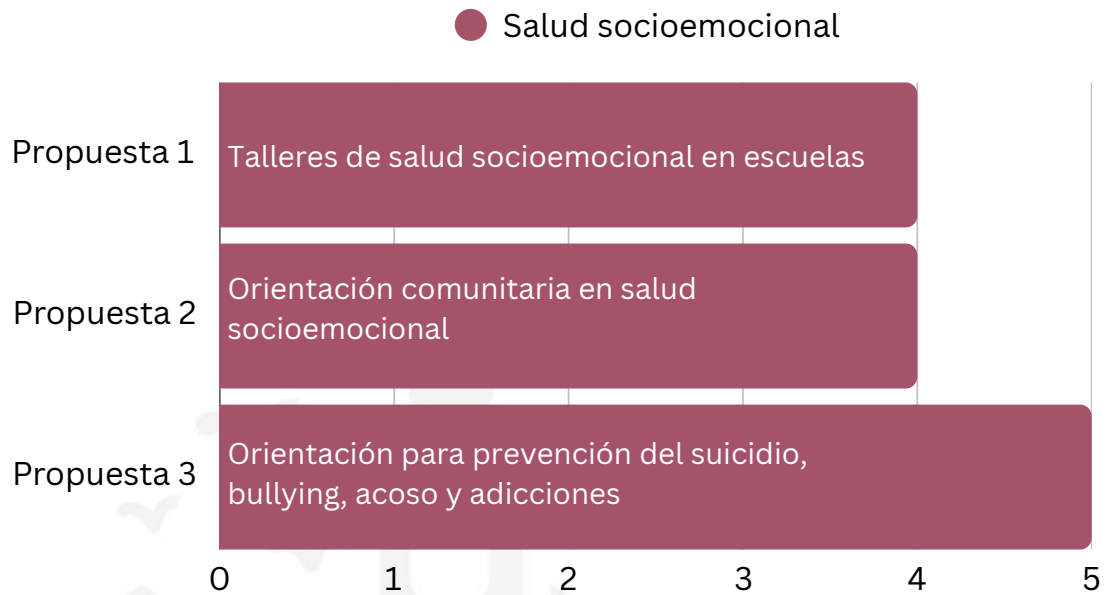 Salud socioemocional
Propuesta 1
Talleres de salud socioemocional en escuelas
Propuesta 2
Orientación comunitaria en salud
socioemocional
Propuesta 3
Orientación para prevención del suicidio,
bullying, acoso y adicciones
0 1 2 3 4 5